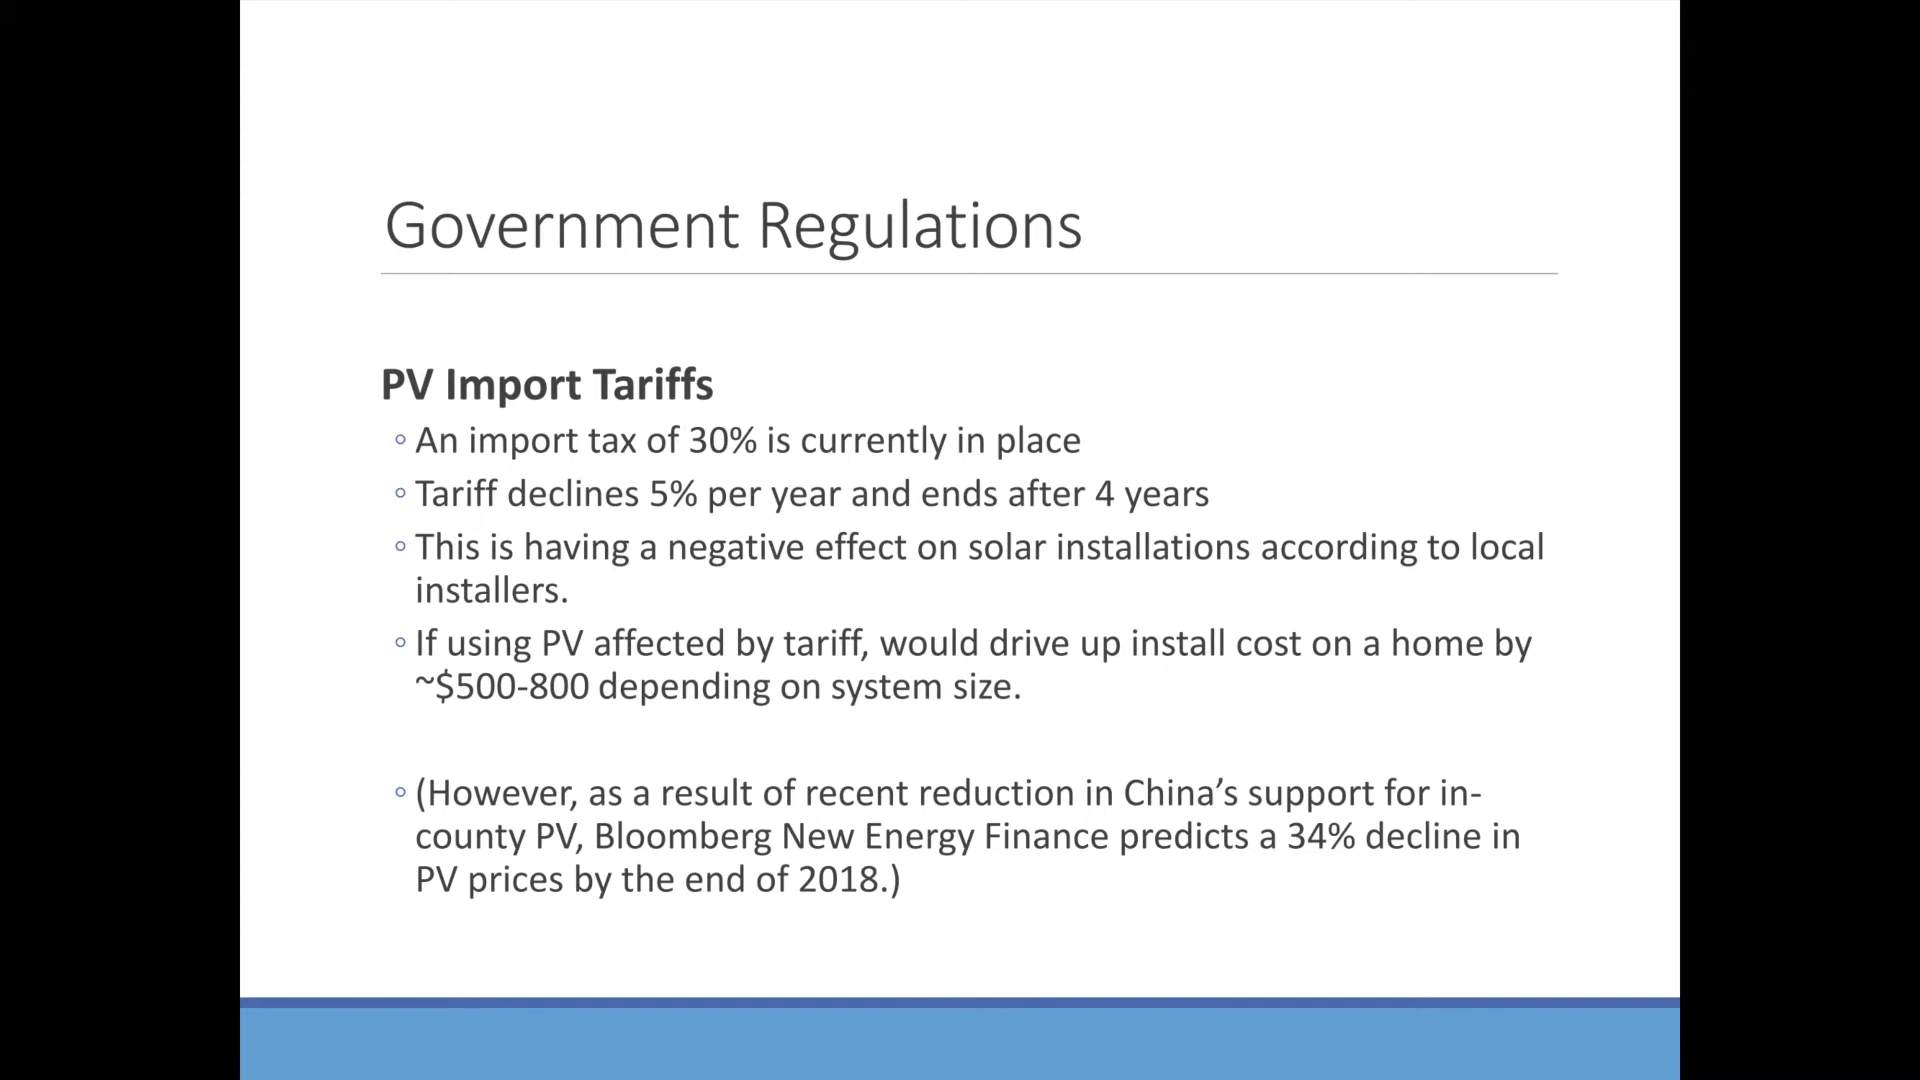 Government Regulations
PV Import Tariffs
◦ An import tax of 30% is currently in place
◦ Tariff declines 5% per year and ends after 4 years
◦ This is having a negative effect on solar installations according to local
installers.
◦ If using PV affected by tariff, would drive up install cost on a home by
~$500-800 depending on system size.
◦ (However, as a result of recent reduction in China’s support for in-
county PV, Bloomberg New Energy Finance predicts a 34% decline in
PV prices by the end of 2018.)